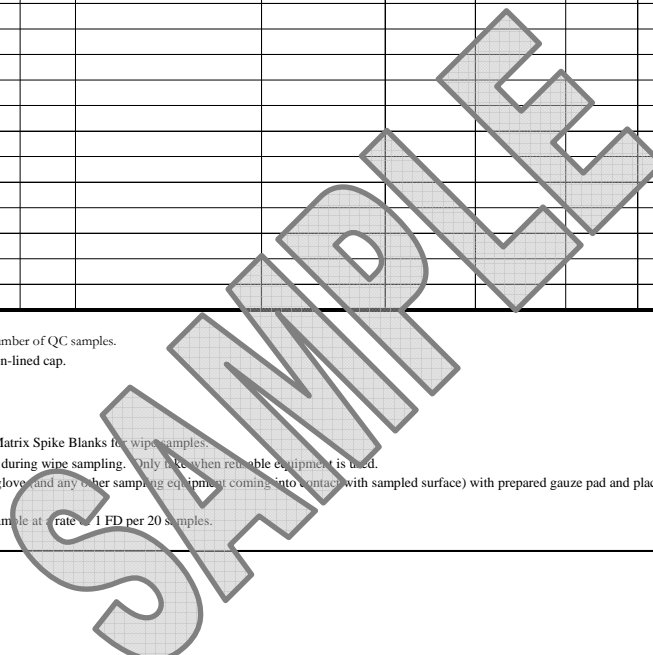 SAMPLE
umber of QC samples.
n-lined cap.
Matrix Spike Blanks for wipe samples.
during wipe sampling. Only take when reusable equipment is used.
glove (and any other sampling equipment coming into contact with sampled surface) with prepared gauze pad and plac
ample at a rate of 1 FD per 20 samples.